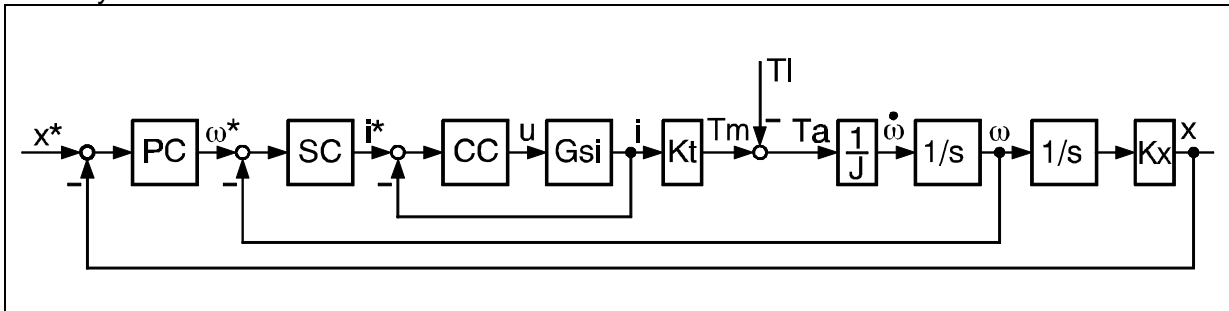 Tl
x* PC ω* SC i* CC u Gsi i Kt Tm Ta 1/J ω̇ 1/s ω 1/s Kx x